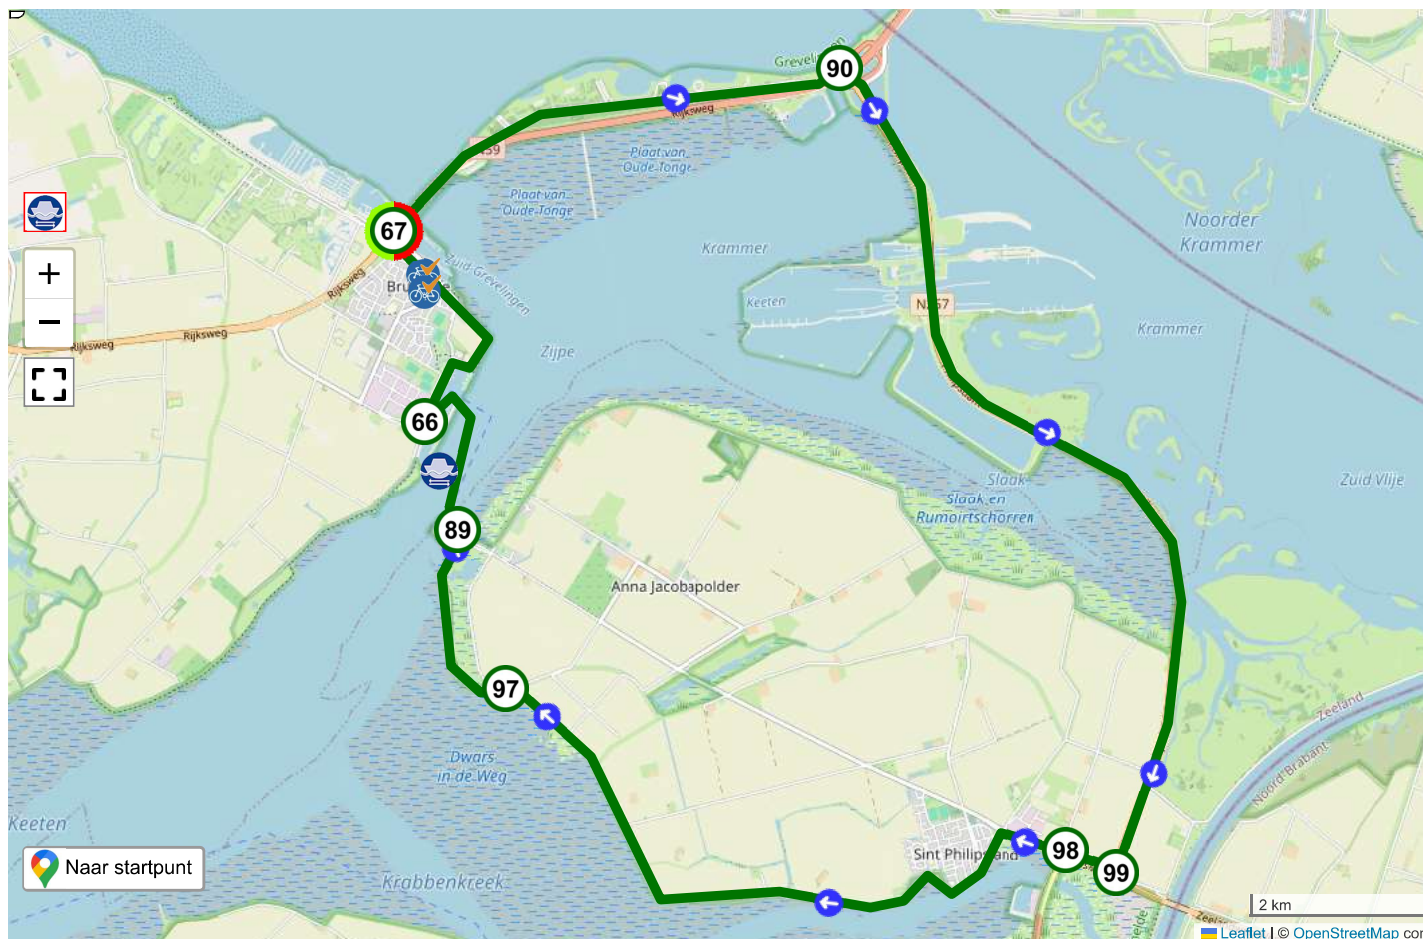 Grevelingen
90
Rijksweg
N59
Plaat van
Oude-Tonge
Plaat van
Oude-Tonge
67
Noorder
Krammer
Krammer
Zuid-Grevelingen
Rijksweg
Keeten
N257
Krammer
+
−
Rijksweg
Rijksweg
Zijpe
66
Slaak
Slaak en
Rumoirtschorren
Zuid Vlije
89
Anna Jacobapolder
97
Zeeland
Noord-Brabant
Dwars
in de Weg
Keeten
Naar startpunt
Krabbenkreek
Sint Philipsland
98
99
2 km
Leaflet | © OpenStreetMap con